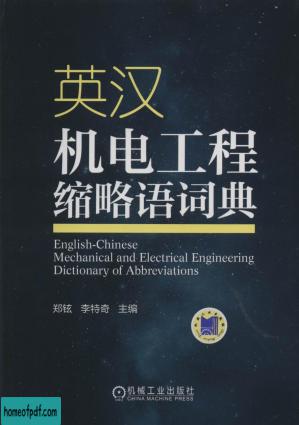 英汉
机电工程
缩略语词典
English-Chinese
Mechanical and Electrical Engineering
Dictionary of Abbreviations
郑铉 李特奇 主编
机械工业出版社
CHINA MACHINE PRESS
homeofpdf.com
homeofpdf.com